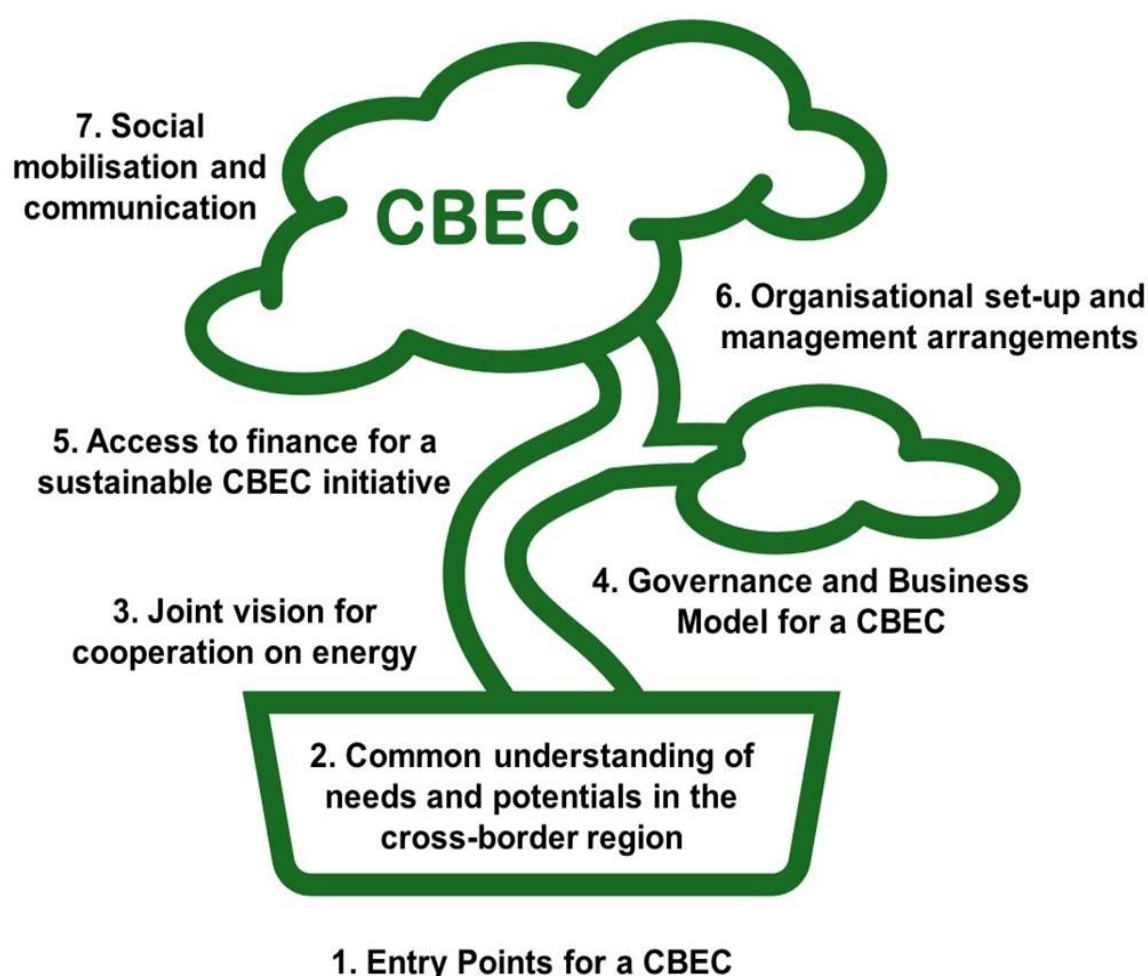 7. Social
mobilisation and
communication
CBEC
6. Organisational set-up and
management arrangements
5. Access to finance for a
sustainable CBEC initiative
4. Governance and Business
Model for a CBEC
3. Joint vision for
cooperation on energy
2. Common understanding of
needs and potentials in the
cross-border region
1. Entry Points for a CBEC